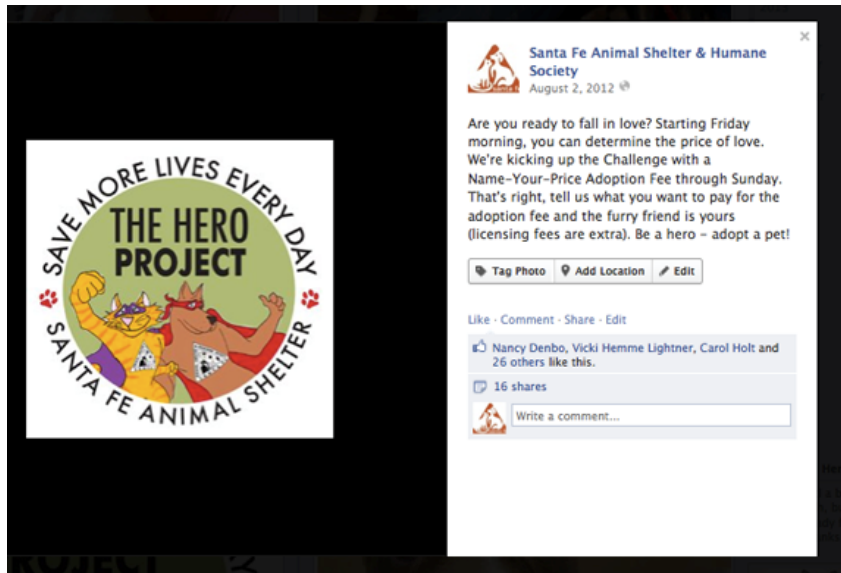 SAVE MORE LIVES EVERY DAY
THE HERO
PROJECT
SANTA FE ANIMAL SHELTER
Santa Fe Animal Shelter & Humane
Society
August 2, 2012
Are you ready to fall in love? Starting Friday
morning, you can determine the price of love.
We're kicking up the Challenge with a
Name-Your-Price Adoption Fee through Sunday.
That's right, tell us what you want to pay for the
adoption fee and the furry friend is yours
(licensing fees are extra). Be a hero – adopt a pet!
Tag Photo Add Location Edit
Like · Comment · Share · Edit
Nancy Denbo, Vicki Hemme Lightner, Carol Holt and
26 others like this.
16 shares
Write a comment...
ROJECT